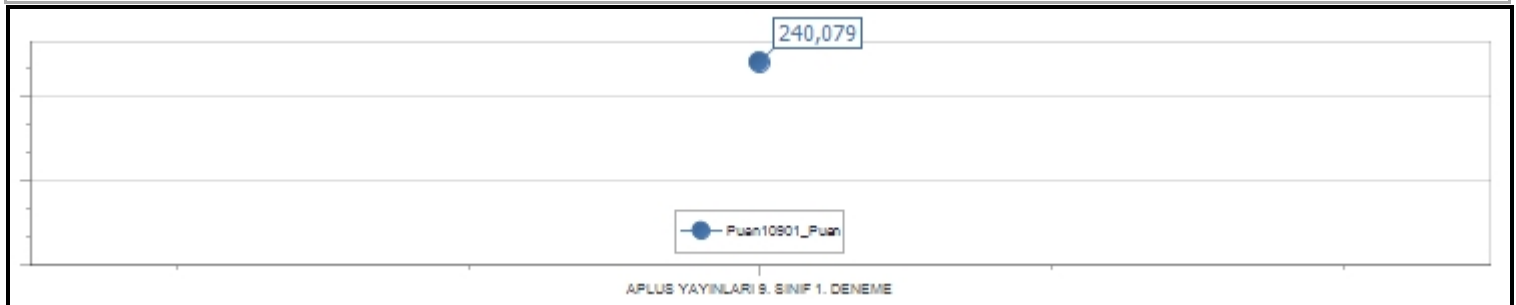 240,079
Puan10901_Puan
APLUS YAYINLARI 9. SINIF 1. DENEME